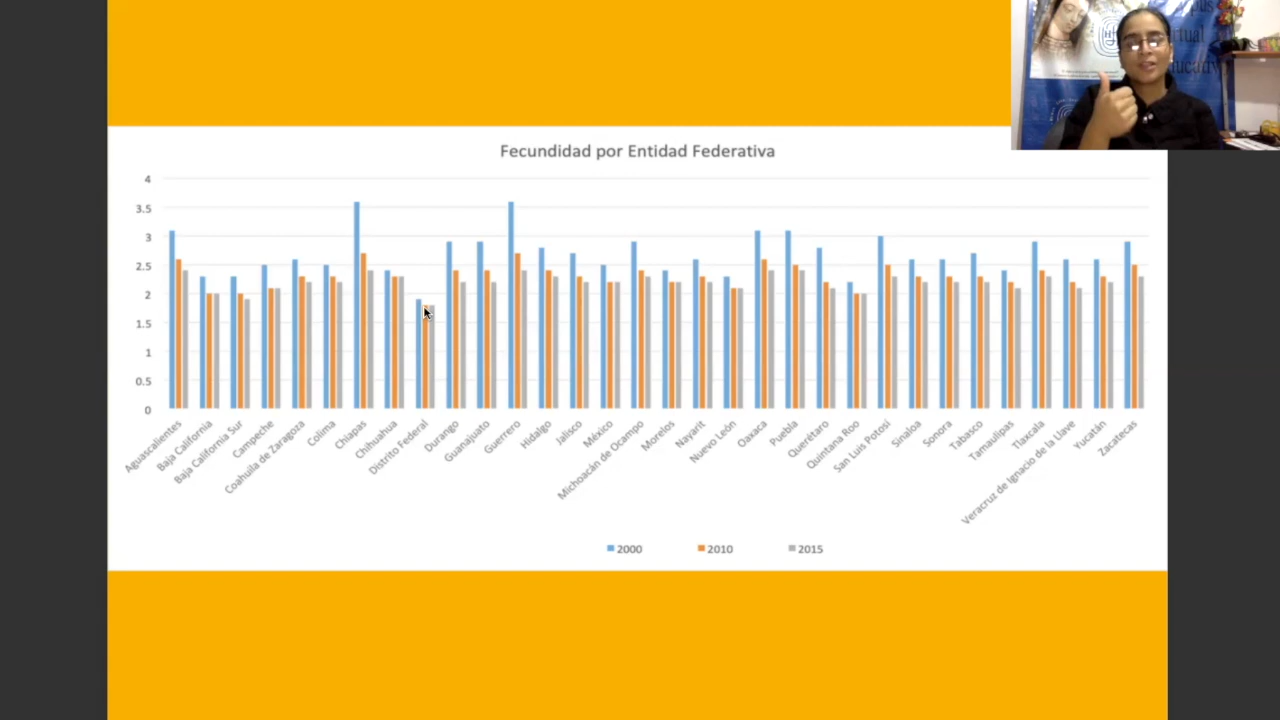 pus
rtual
ducativ
Fecundidad por Entidad Federativa
4
3.5
3
2.5
2
1.5
1
0.5
0
Aguascalientes
Baja California
Baja California Sur
Campeche
Coahuila de Zaragoza
Colima
Chiapas
Chihuahua
Distrito Federal
Durango
Guanajuato
Guerrero
Hidalgo
Jalisco
México
Michoacán de Ocampo
Morelos
Nayarit
Nuevo León
Oaxaca
Puebla
Querétaro
Quintana Roo
San Luis Potosí
Sinaloa
Sonora
Tabasco
Tamaulipas
Tlaxcala
Veracruz de Ignacio de la Llave
Yucatán
Zacatecas
2000 2010 2015